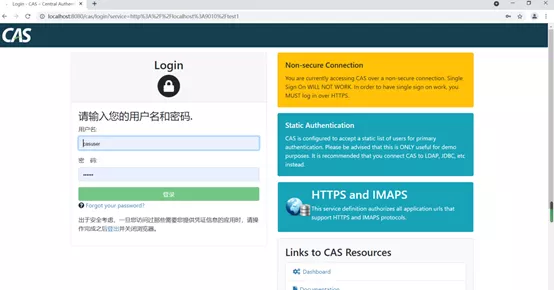 Login - CAS – Central Authent
localhost:8080/cas/login?service=http%3A%2F%2Flocalhost%3A9010%2Ftest1
CAS
Login
请输入您的用户名和密码.
用户名:
casuser
密 码:
••••••
登录
Forgot your password?
出于安全考虑，一旦您访问过那些需要您提供凭证信息的应用时，请操
作完成之后登出并关闭浏览器。
Non-secure Connection
You are currently accessing CAS over a non-secure connection. Single
Sign On WILL NOT WORK. In order to have single sign on work, you
MUST log in over HTTPS.
Static Authentication
CAS is configured to accept a static list of users for primary
authentication. Please be advised that this is ONLY useful for demo
purposes. It is recommended that you connect CAS to LDAP, JDBC, etc
instead.
HTTPS and IMAPS
This service definition authorizes all application urls that
support HTTPS and IMAPS protocols.
Links to CAS Resources
Dashboard
Documentation